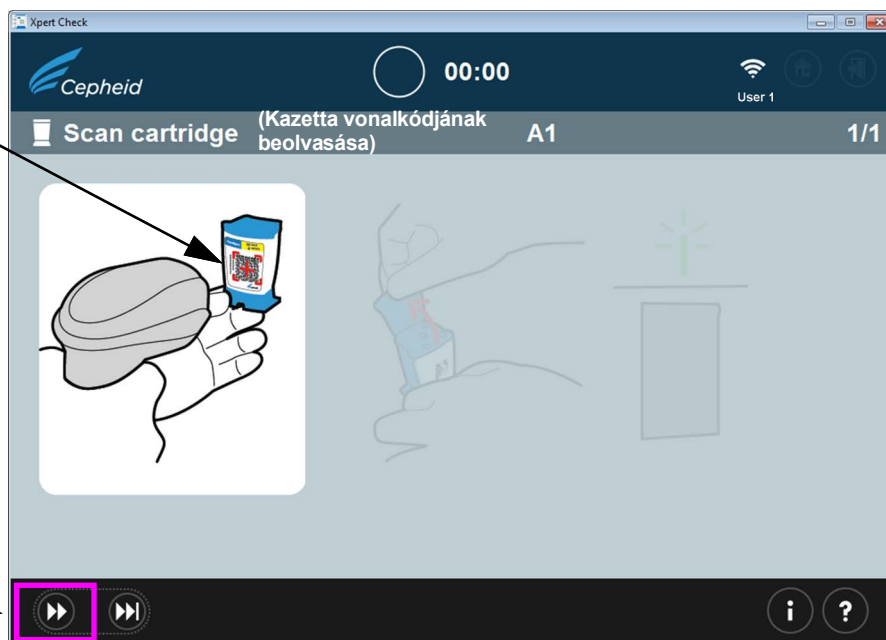 Xpert Check
Cepheid
00:00
User 1
Scan cartridge
(Kazetta vonalkódjának
beolvasása)
A1
1/1
i
?